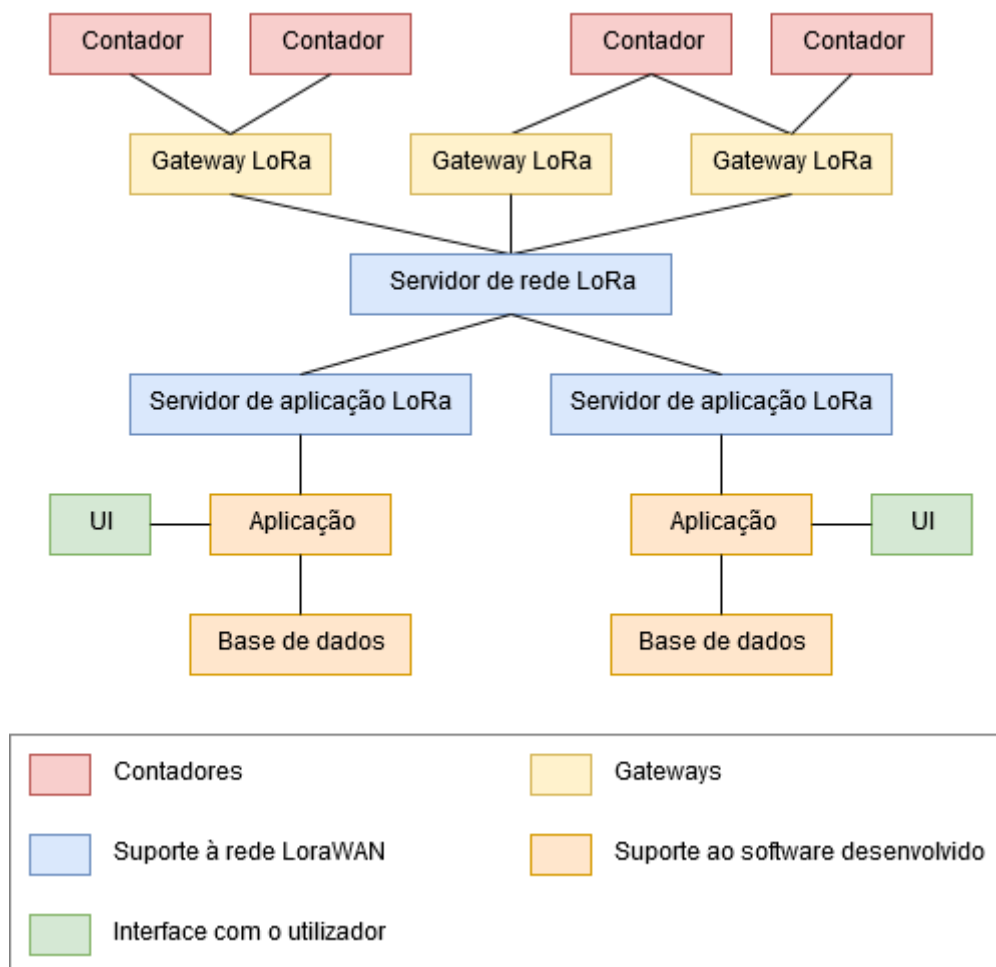 Contador
Contador
Contador
Contador
Gateway LoRa
Gateway LoRa
Gateway LoRa
Servidor de rede LoRa
Servidor de aplicação LoRa
Servidor de aplicação LoRa
UI
Aplicação
Aplicação
UI
Base de dados
Base de dados
Contadores
Gateways
Suporte à rede LoraWAN
Suporte ao software desenvolvido
Interface com o utilizador